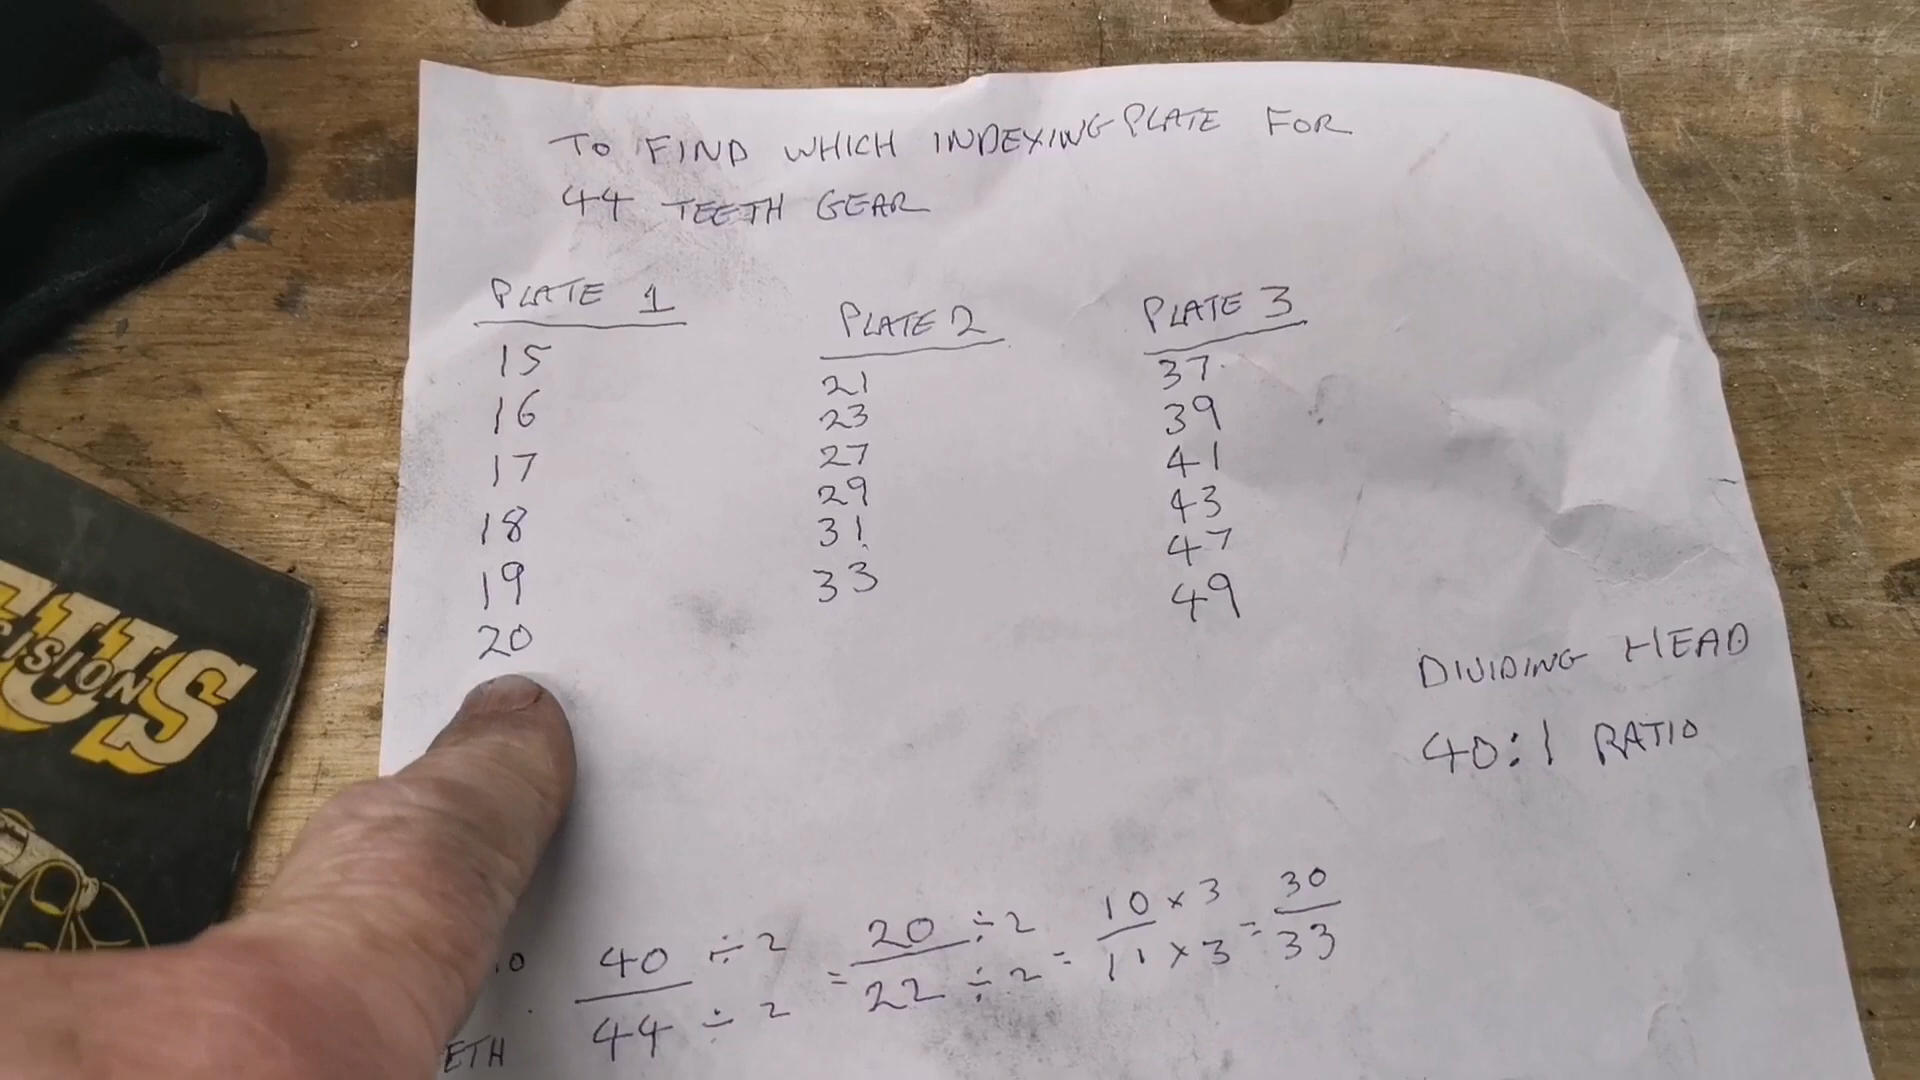 TO FIND WHICH INDEXING PLATE FOR
44 TEETH GEAR
PLATE 1
15
16
17
18
19
20
PLATE 2
21
23
27
29
31
33
PLATE 3
37
39
41
43
47
49
DIVIDING HEAD
40:1 RATIO
40 ÷ 2 = 20 ÷ 2 = 10 × 3 = 30
44 ÷ 2 22 ÷ 2 11 × 3 33